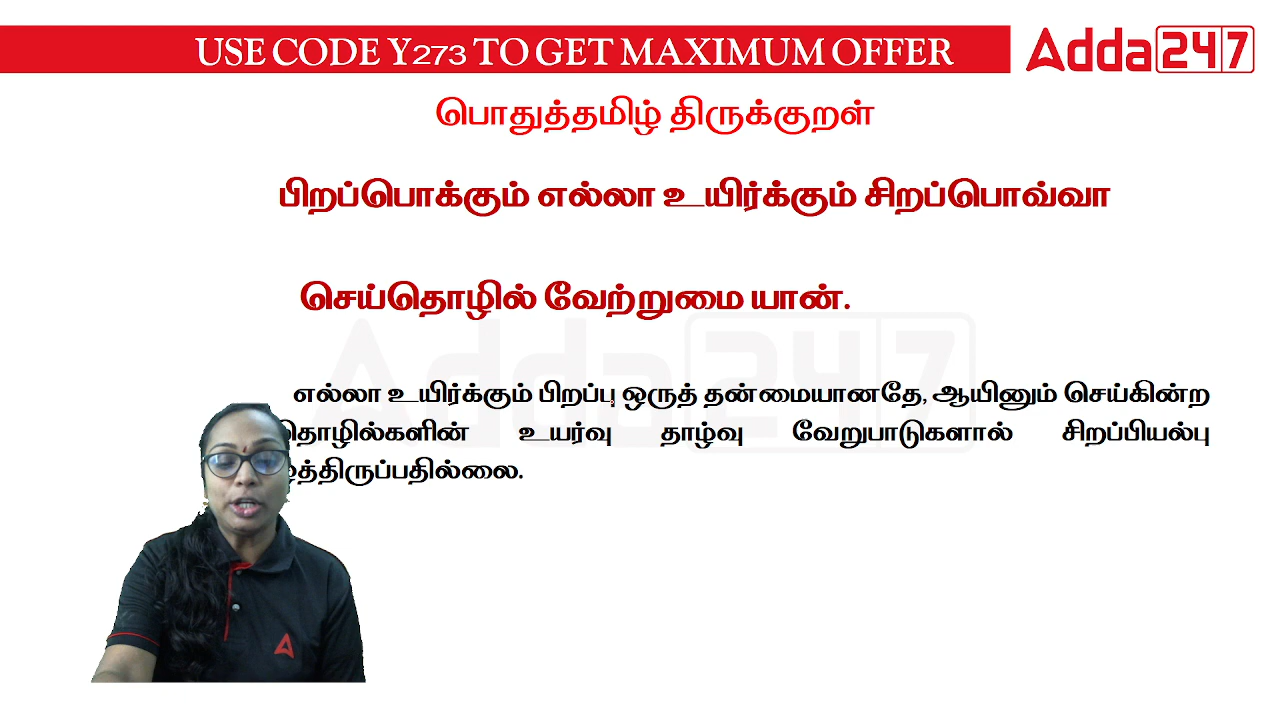 USE CODE Y273 TO GET MAXIMUM OFFER
Adda247
பொதுத்தமிழ் திருக்குறள்
பிறப்பொக்கும் எல்லா உயிர்க்கும் சிறப்பொவ்வா
செய்தொழில் வேற்றுமை யான்.
எல்லா உயிர்க்கும் பிறப்பு ஒருத் தன்மையானதே, ஆயினும் செய்கின்ற
தொழில்களின் உயர்வு தாழ்வு வேறுபாடுகளால் சிறப்பியல்பு